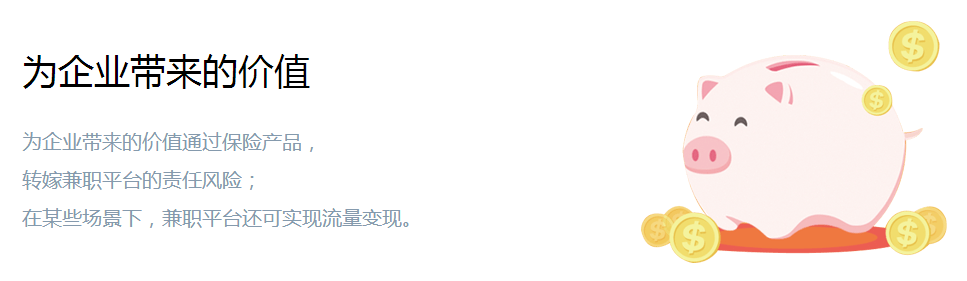 为企业带来的价值
为企业带来的价值通过保险产品，
转嫁兼职平台的责任风险；
在某些场景下，兼职平台还可实现流量变现。